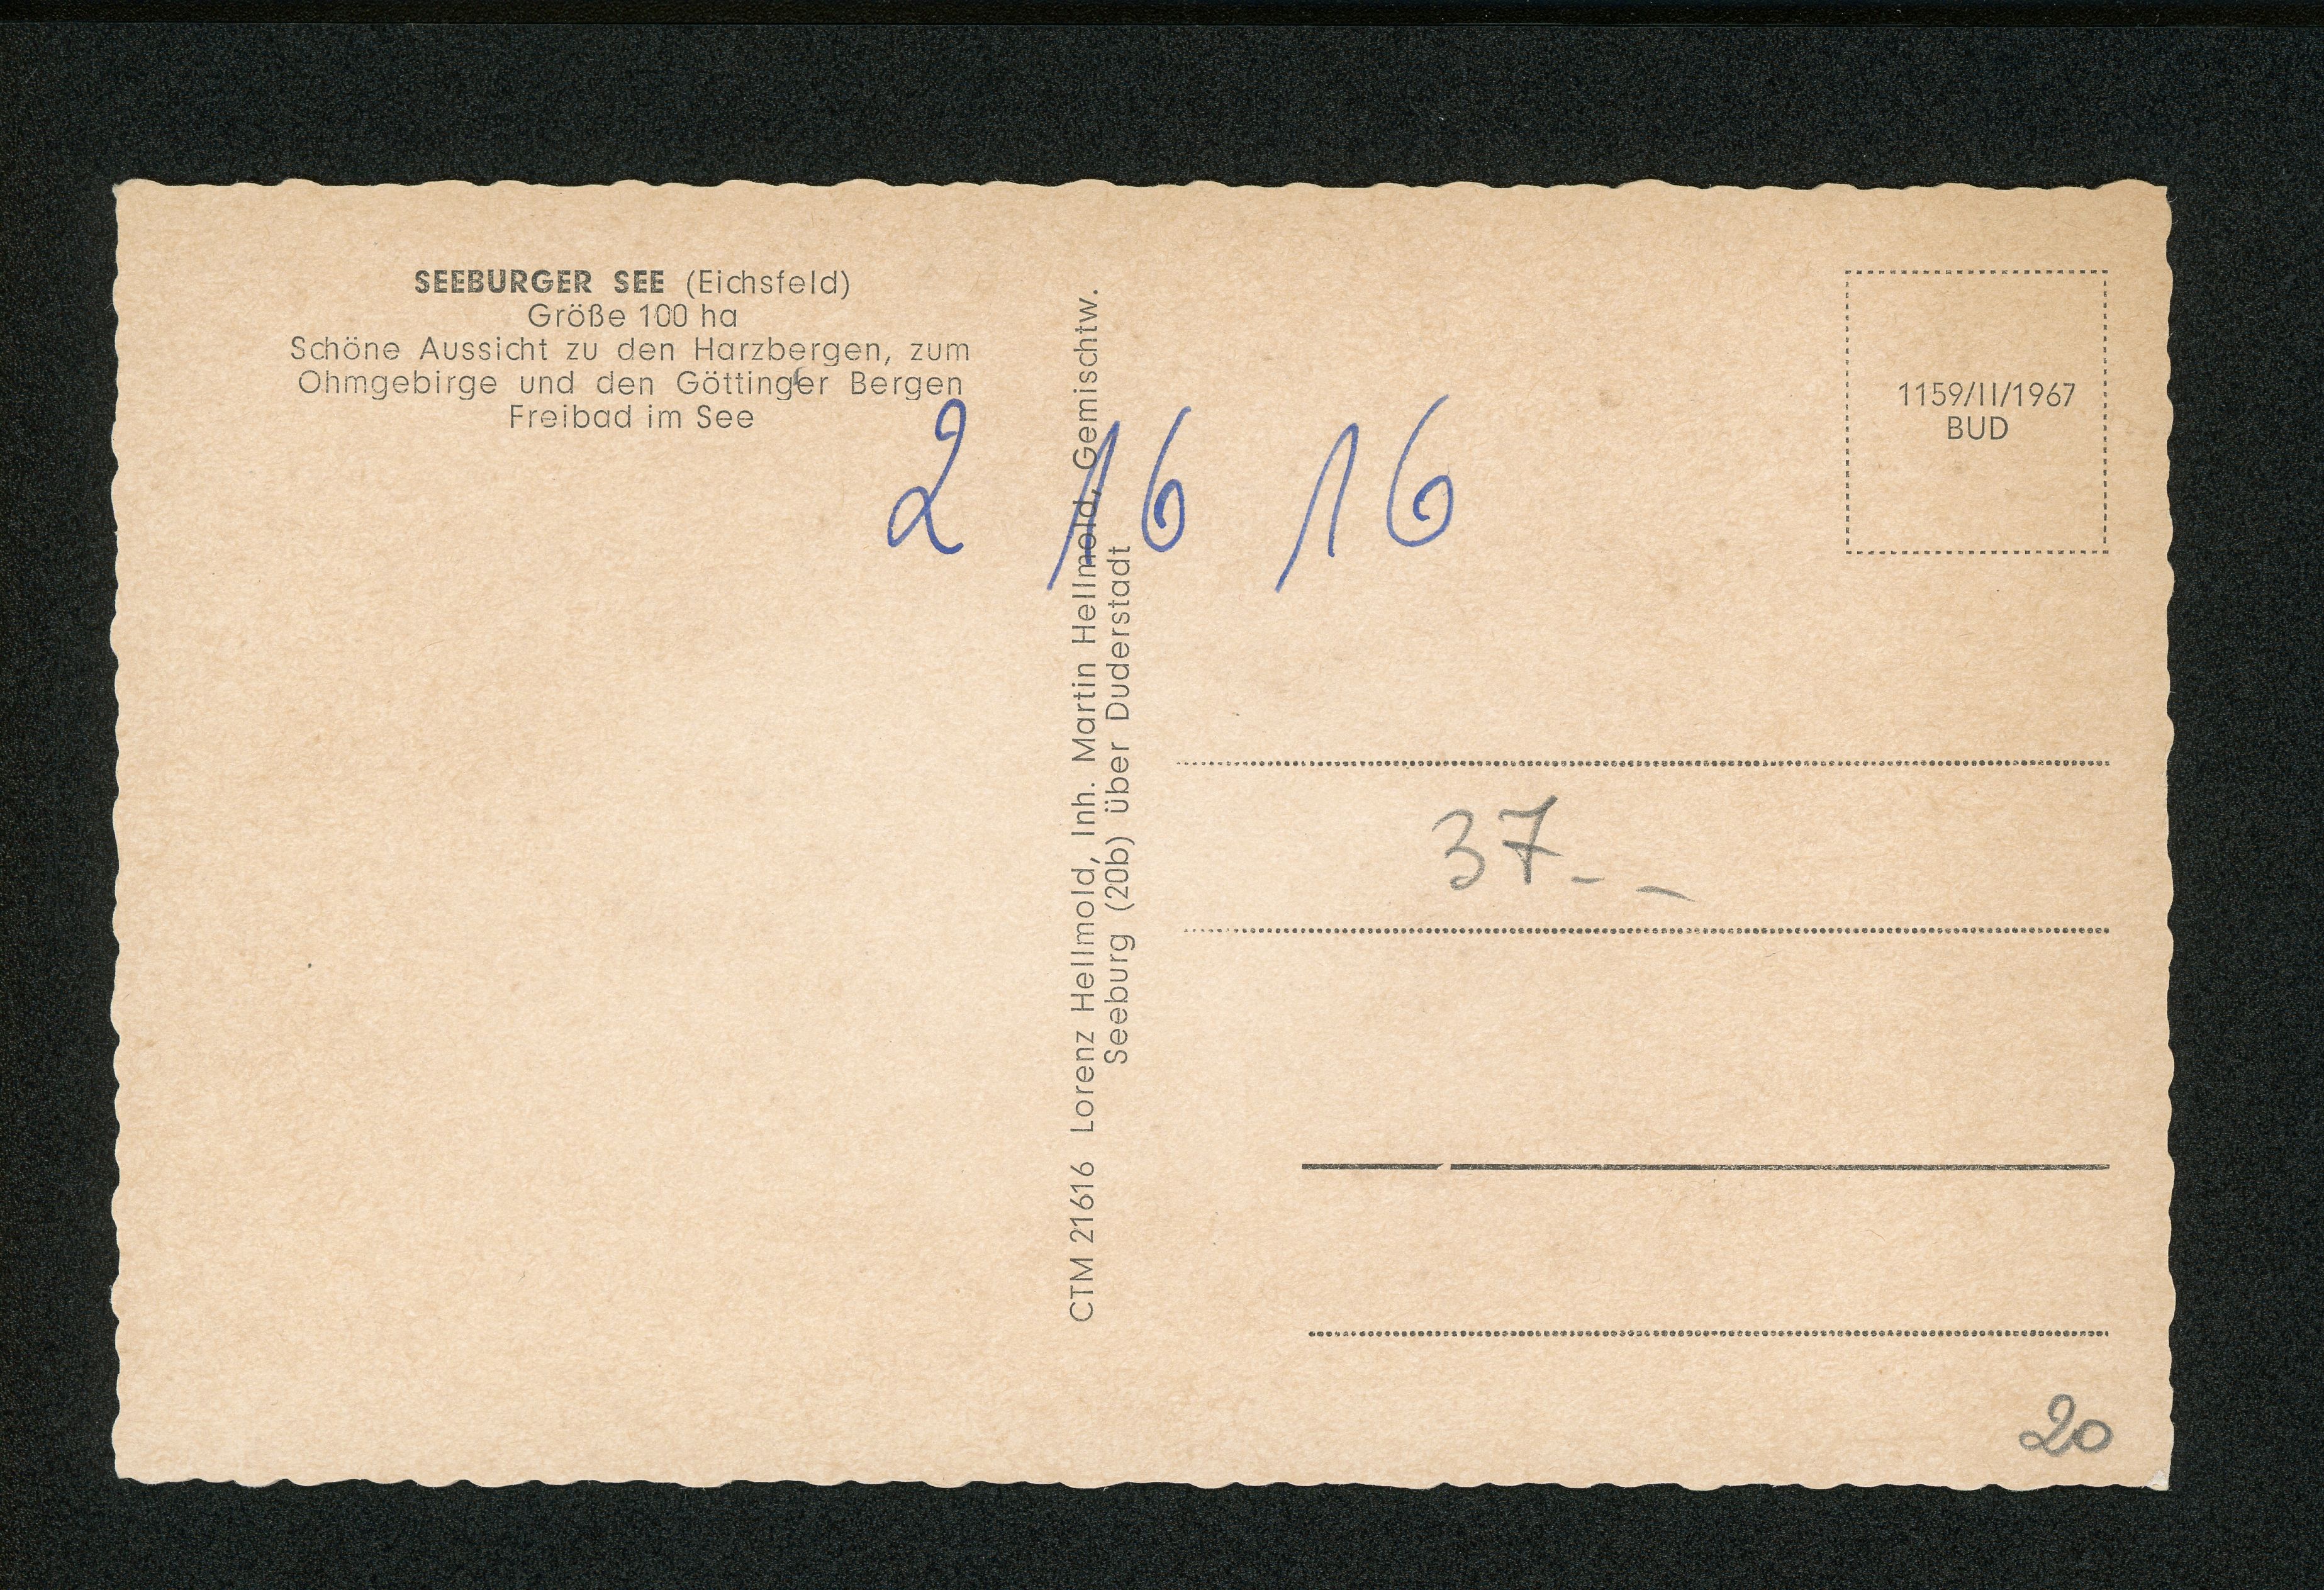 SEEBURGER SEE (Eichsfeld)
Größe 100 ha
Schöne Aussicht zu den Harzbergen, zum
Ohmgebirge und den Göttinger Bergen
Freibad im See
2 16 16
CTM 21616 Lorenz Hellmold, Inh. Martin Hellmold, Gemischtw.
Seeburg (20b) über Duderstadt
1159/II/1967
BUD
37--
20